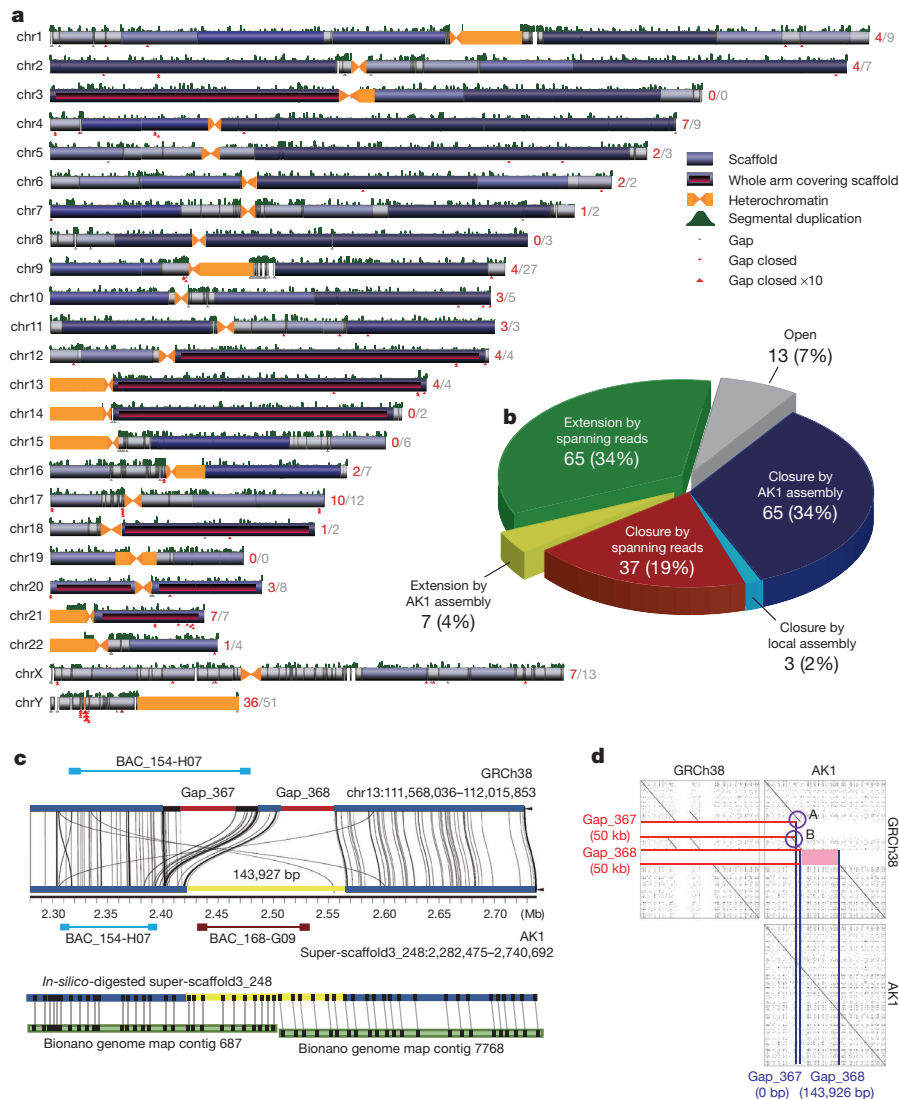 a
chr1 4/9
chr2 4/7
chr3 0/0
chr4 7/9
chr5 2/3
chr6 2/2
chr7 1/2
chr8 0/3
chr9 4/27
chr10 3/5
chr11 3/3
chr12 4/4
chr13 4/4
chr14 0/2
chr15 0/6
chr16 2/7
chr17 10/12
chr18 1/2
chr19 0/0
chr20 3/8
chr21 7/7
chr22 1/4
chrX 7/13
chrY 36/51
Scaffold
Whole arm covering scaffold
Heterochromatin
Segmental duplication
Gap
Gap closed
Gap closed ×10
b
Open
13 (7%)
Extension by
spanning reads
65 (34%)
Closure by
AK1 assembly
65 (34%)
Closure by
spanning reads
37 (19%)
Extension by
AK1 assembly
7 (4%)
Closure by
local assembly
3 (2%)
c
BAC_154-H07
GRCh38
Gap_367
Gap_368
chr13:111,568,036–112,015,853
143,927 bp
2.30 2.35 2.40 2.45 2.50 2.55 2.60 2.65 2.70 (Mb)
BAC_154-H07
BAC_168-G09
AK1
Super-scaffold3_248:2,282,475–2,740,692
In-silico-digested super-scaffold3_248
Bionano genome map contig 687
Bionano genome map contig 7768
d
GRCh38
AK1
Gap_367
(50 kb)
Gap_368
(50 kb)
A
B
GRCh38
AK1
Gap_367
(0 bp)
Gap_368
(143,926 bp)